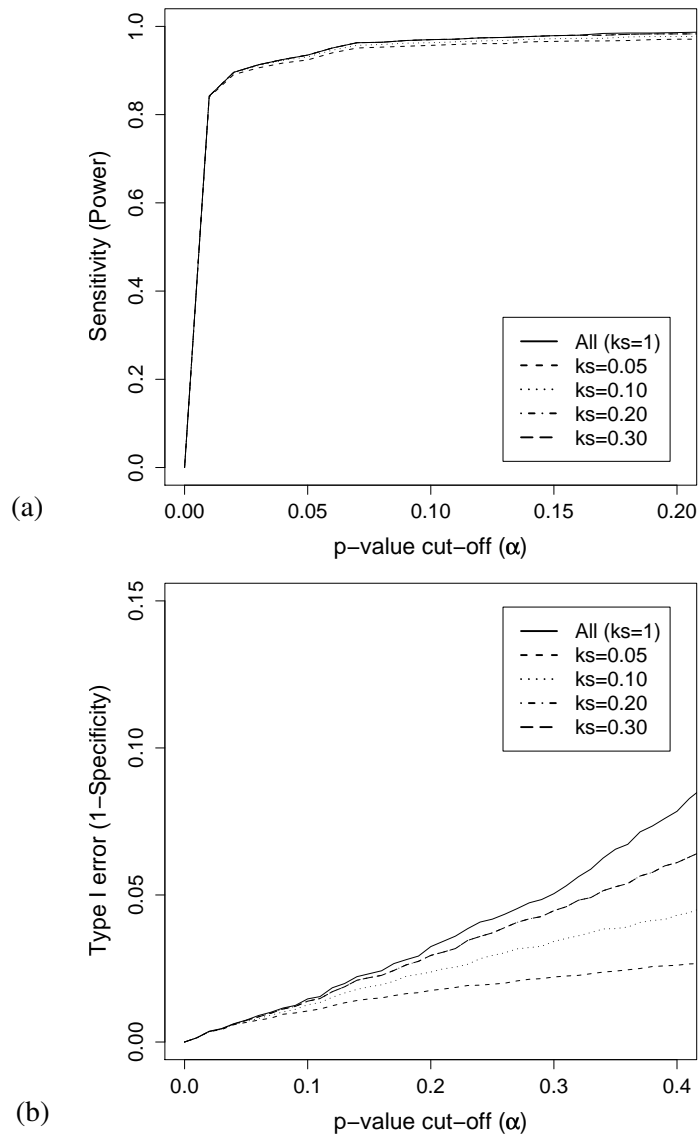 1.0
0.8
0.6
0.4
0.2
0.0
Sensitivity (Power)
All (ks=1)
ks=0.05
ks=0.10
ks=0.20
ks=0.30
0.00 0.05 0.10 0.15 0.20
p−value cut−off (α)
(a)
0.15
0.10
0.05
0.00
Type I error (1−Specificity)
All (ks=1)
ks=0.05
ks=0.10
ks=0.20
ks=0.30
0.0 0.1 0.2 0.3 0.4
p−value cut−off (α)
(b)